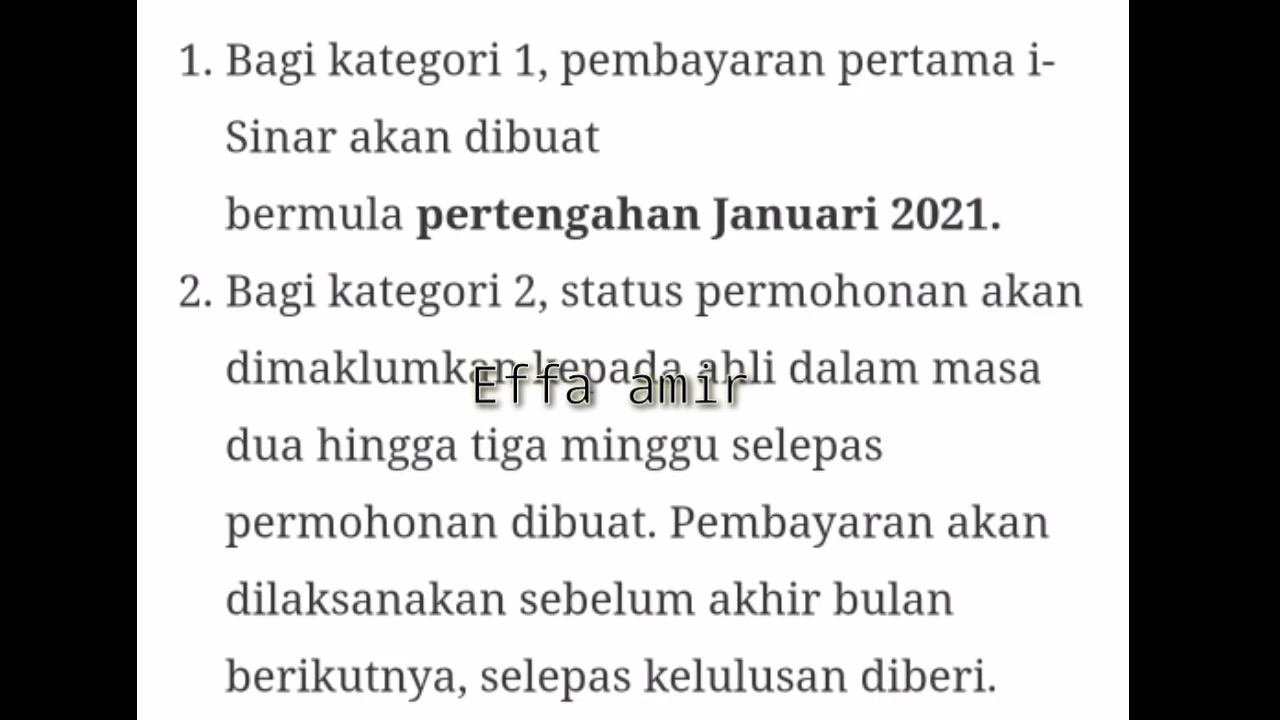 1. Bagi kategori 1, pembayaran pertama i-
Sinar akan dibuat
bermula pertengahan Januari 2021.
2. Bagi kategori 2, status permohonan akan
dimaklumkan kepada ahli dalam masa
Effa amir
dua hingga tiga minggu selepas
permohonan dibuat. Pembayaran akan
dilaksanakan sebelum akhir bulan
berikutnya, selepas kelulusan diberi.